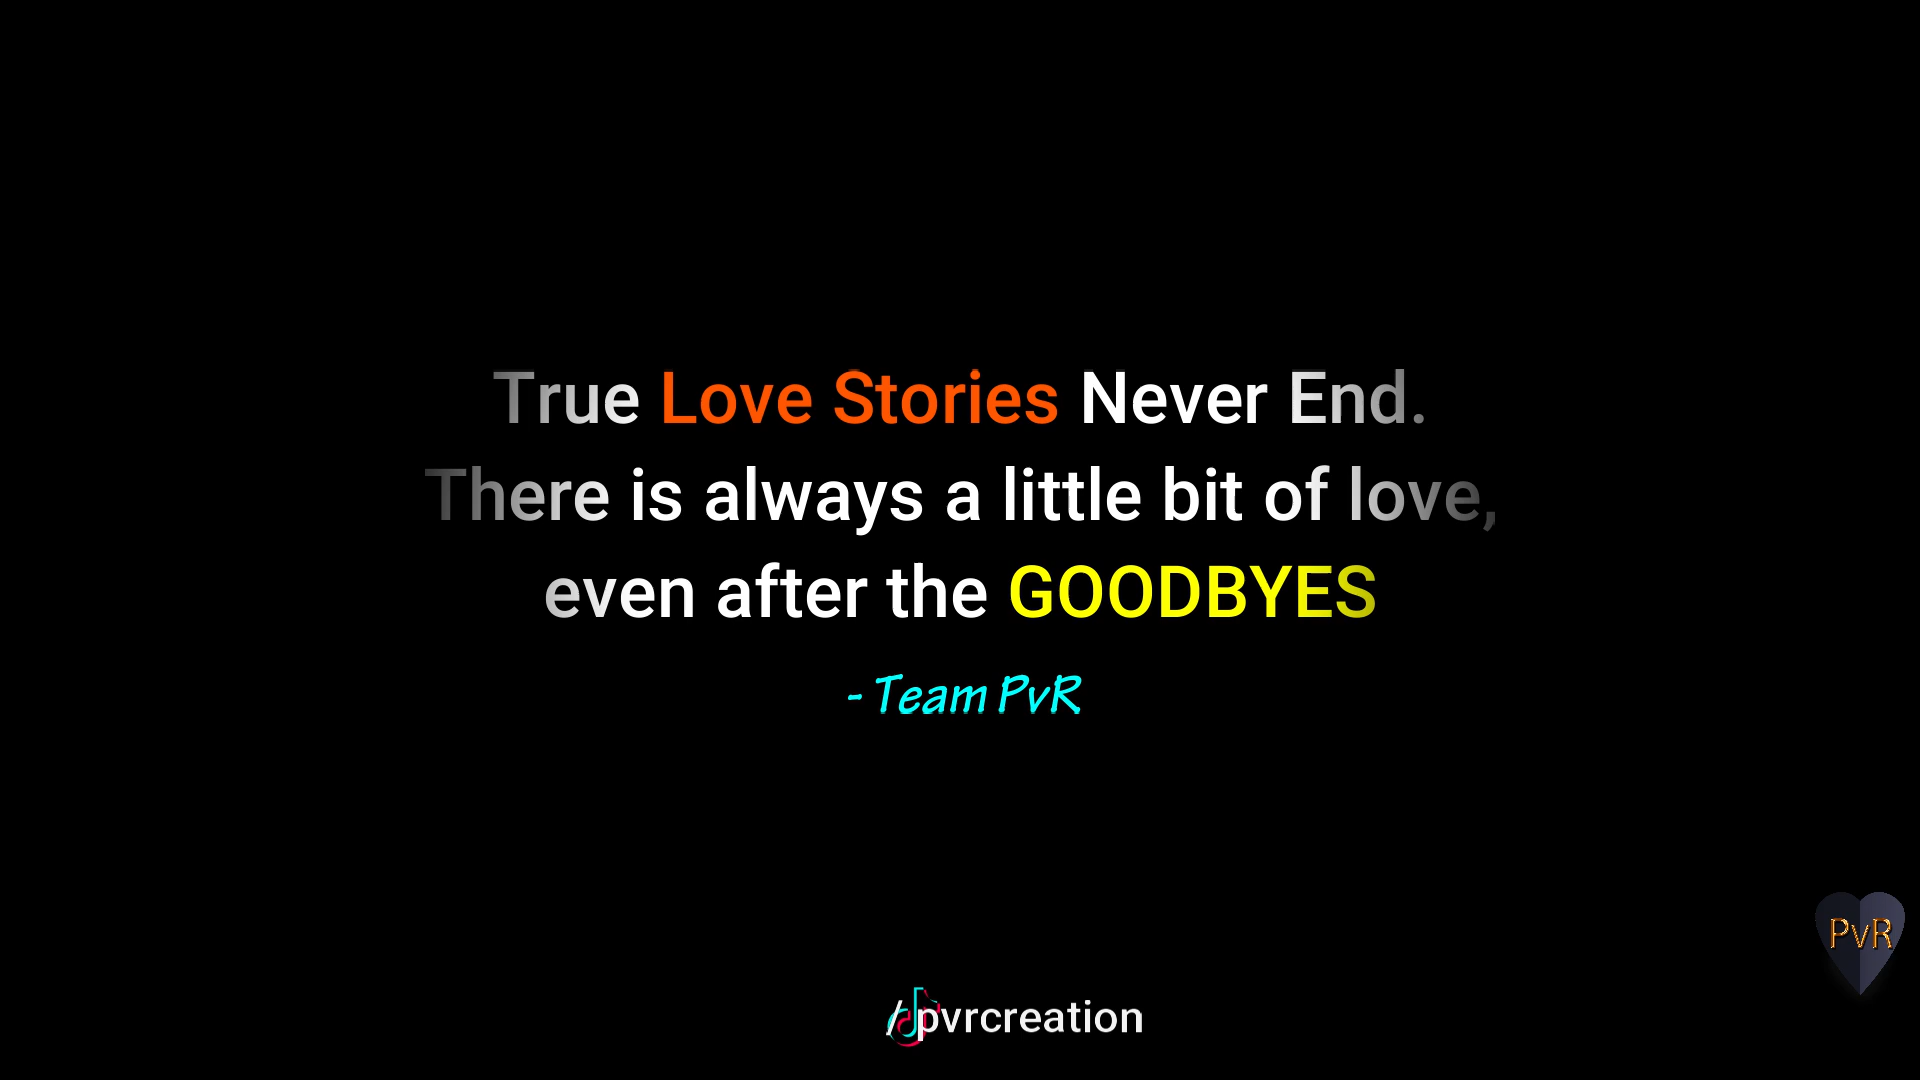 True Love Stories Never End.
There is always a little bit of love,
even after the GOODBYES
- Team PvR
PvR
/pvrcreation